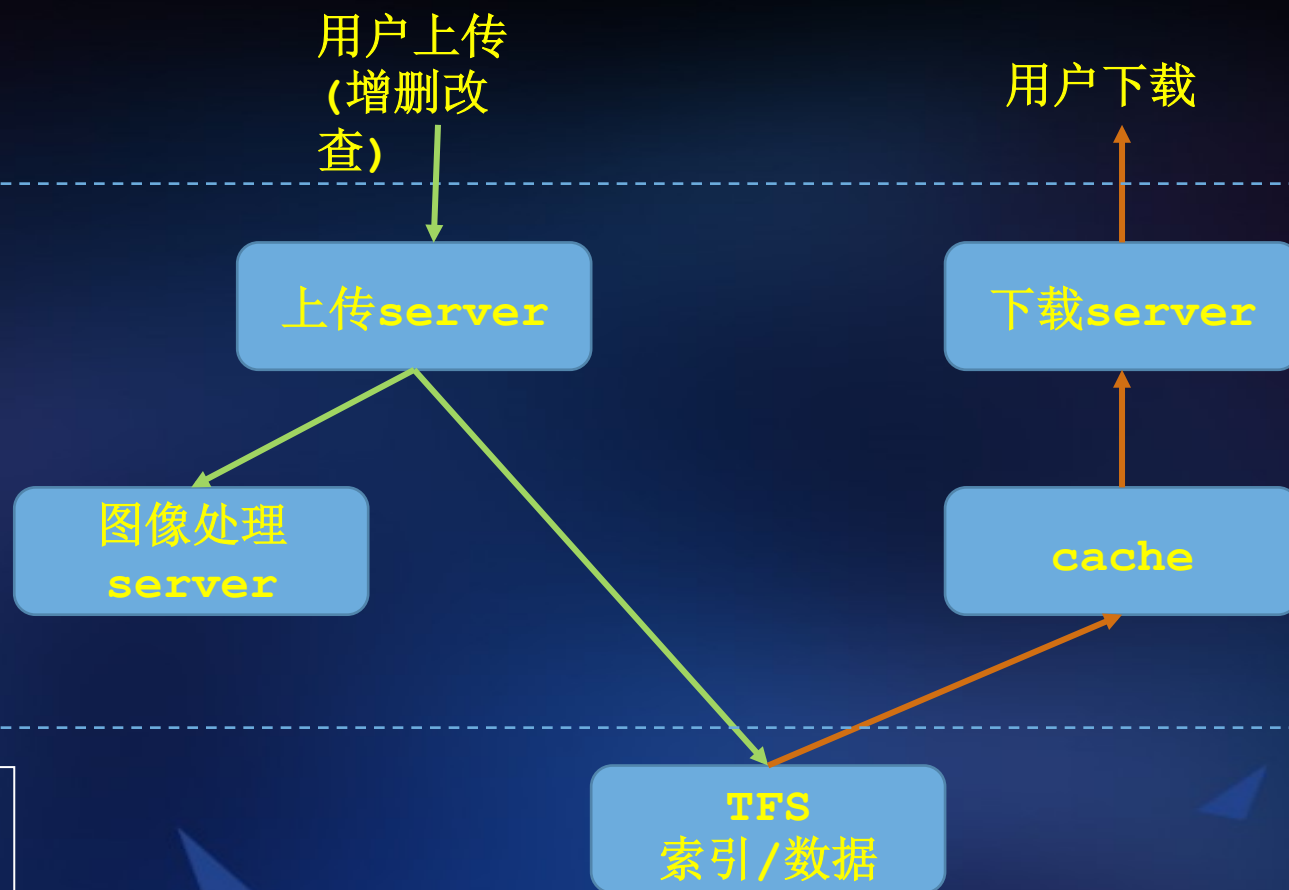 用户上传
(增删改
查)
用户下载
上传server
下载server
图像处理
server
cache
TFS
索引/数据